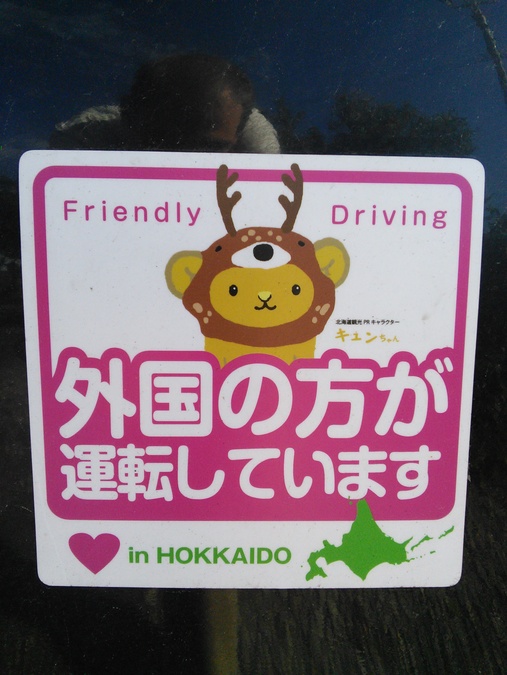 Friendly Driving
北海道観光PRキャラクター
キュンちゃん
外国の方が
運転しています
in HOKKAIDO